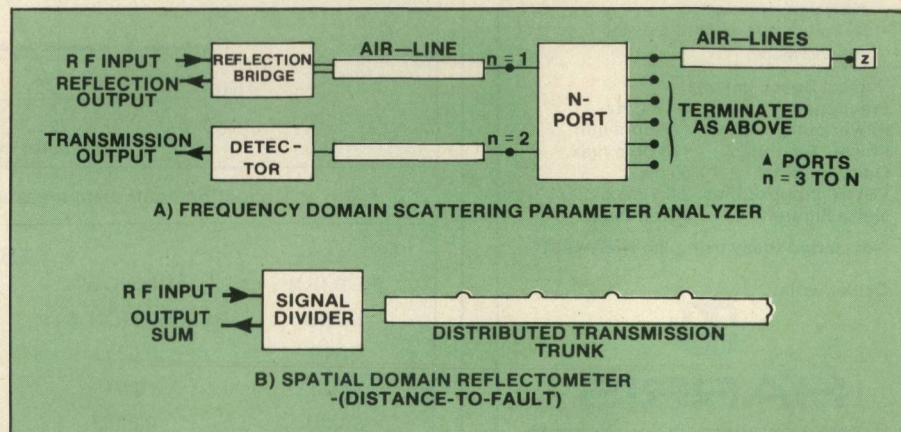 R F INPUT
REFLECTION
OUTPUT
REFLECTION
BRIDGE
AIR—LINE
n = 1
N-
PORT
AIR—LINES
Z
TERMINATED
AS ABOVE
▲ PORTS
n = 3 TO N
TRANSMISSION
OUTPUT
DETEC-
TOR
n = 2
A) FREQUENCY DOMAIN SCATTERING PARAMETER ANALYZER
R F INPUT
OUTPUT
SUM
SIGNAL
DIVIDER
DISTRIBUTED TRANSMISSION
TRUNK
B) SPATIAL DOMAIN REFLECTOMETER
-(DISTANCE-TO-FAULT)